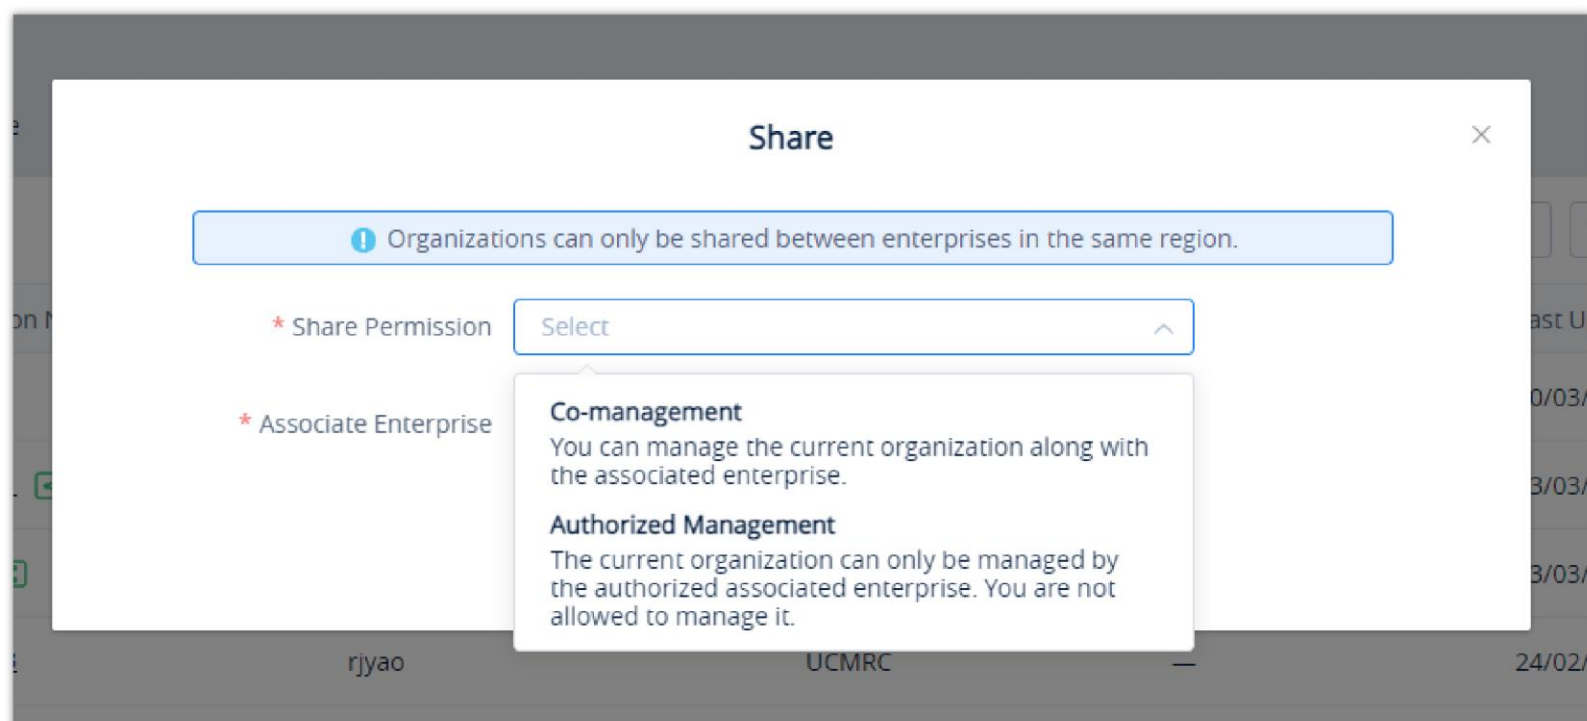 Share
Organizations can only be shared between enterprises in the same region.
* Share Permission
Select
* Associate Enterprise
Co-management
You can manage the current organization along with
the associated enterprise.
Authorized Management
The current organization can only be managed by
the authorized associated enterprise. You are not
allowed to manage it.
rjyao UCMRC — 24/02/